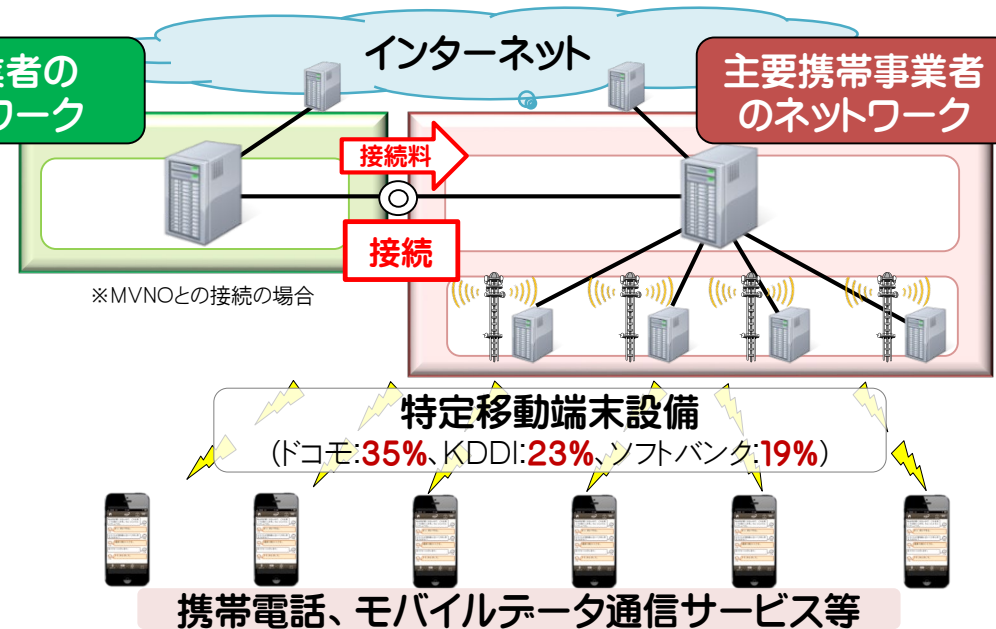 インターネット
業者の
ワーク
主要携帯事業者
のネットワーク
接続料
接続
※MVNOとの接続の場合
特定移動端末設備
(ドコモ:35%、KDDI:23%、ソフトバンク:19%)
携帯電話、モバイルデータ通信サービス等